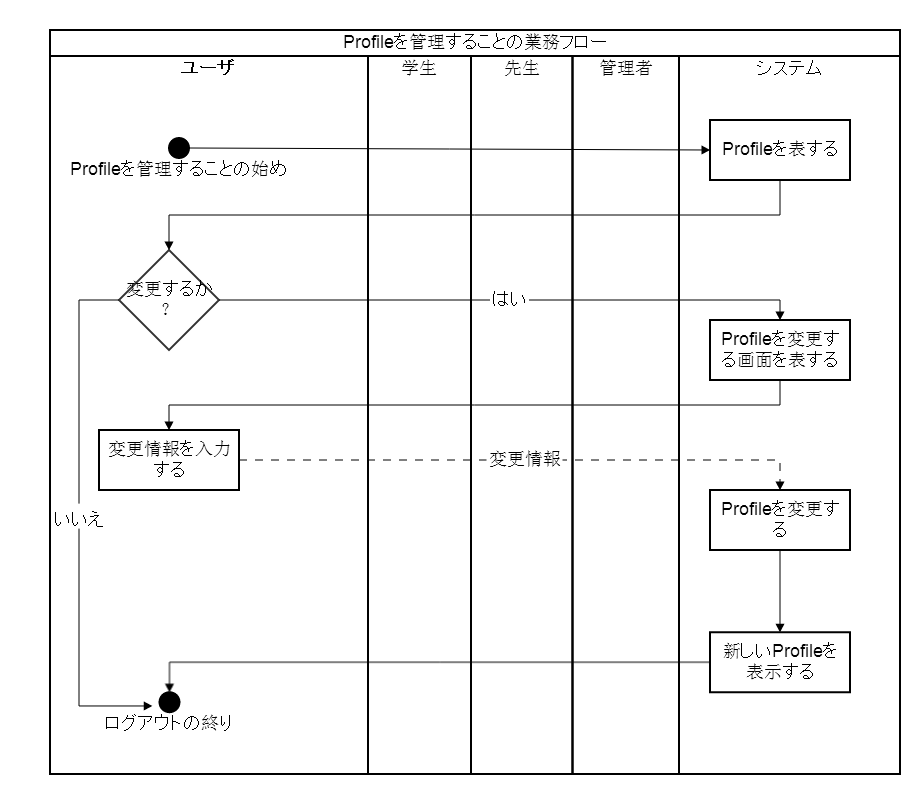 Profileを管理することの業務フロー
ユーザ
学生
先生
管理者
システム
Profileを表する
Profileを管理することの始め
変更するか
?
はい
Profileを変更す
る画面を表する
変更情報を入力
する
変更情報
Profileを変更す
る
いいえ
新しいProfileを
表示する
ログアウトの終り